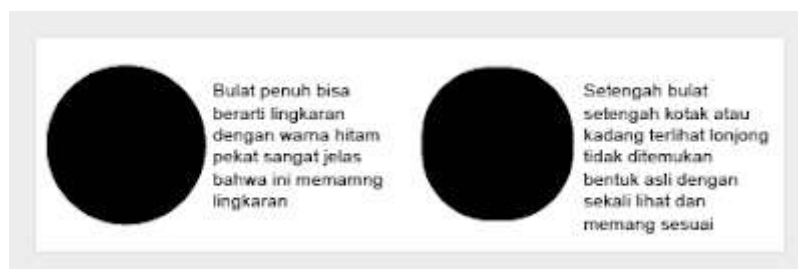 Bulat penuh bisa
berarti lingkaran
dengan warna hitam
pekat sangat jelas
bahwa ini memamng
lingkaran
Setengah bulat
setengah kotak atau
kadang terlihat lonjong
tidak ditemukan
bentuk asli dengan
sekali lihat dan
memang sesuai